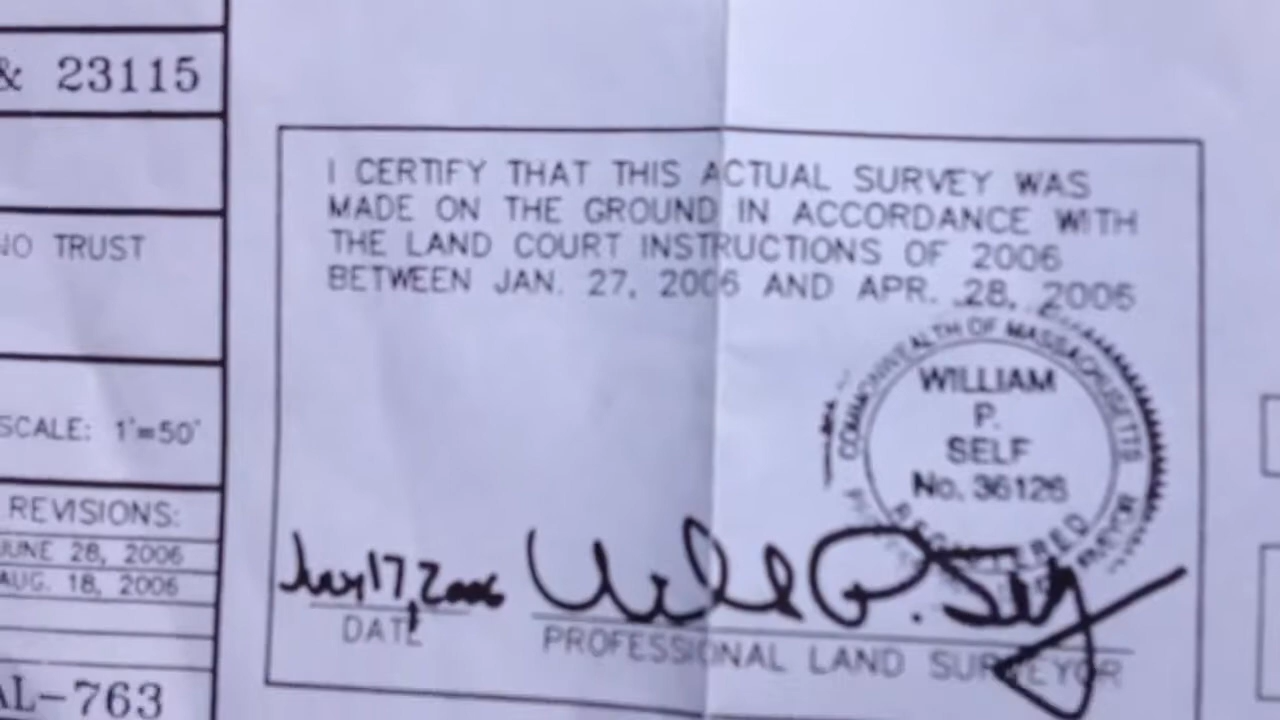 & 23115
NO TRUST
SCALE: 1"=50'
REVISIONS:
JUNE 28, 2006
AUG. 18, 2006
AL-763
I CERTIFY THAT THIS ACTUAL SURVEY WAS
MADE ON THE GROUND IN ACCORDANCE WITH
THE LAND COURT INSTRUCTIONS OF 2006
BETWEEN JAN. 27, 2006 AND APR. 28, 2006
COMMONWEALTH OF MASSACHUSETTS
WILLIAM
P.
SELF
No. 36126
REGISTERED
17, 2006
DATE
PROFESSIONAL LAND SURVEYOR